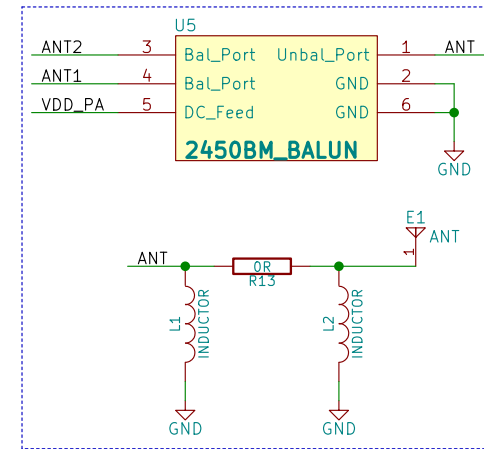 U5
ANT2 3 Bal_Port Unbal_Port 1 ANT
ANT1 4 Bal_Port GND 2
VDD_PA 5 DC_Feed GND 6
2450BM_BALUN
GND
E1
ANT
1
ANT
0R
R13
L1
INDUCTOR
L2
INDUCTOR
GND
GND